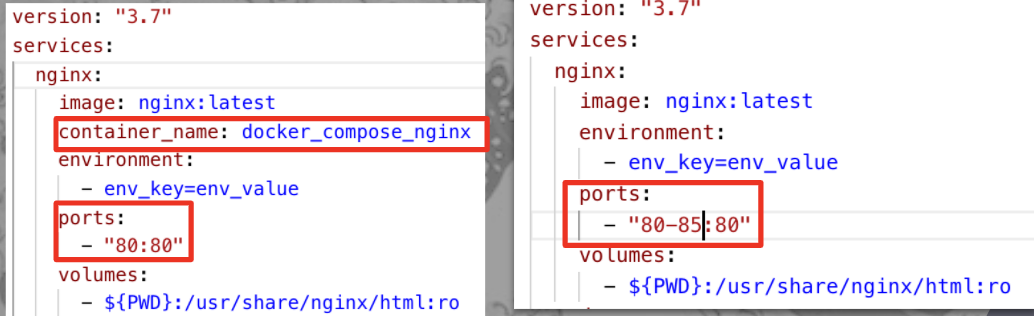 version: "3.7"
services:
nginx:
image: nginx:latest
container_name: docker_compose_nginx
environment:
- env_key=env_value
ports:
- "80:80"
volumes:
- ${PWD}:/usr/share/nginx/html:ro
version: "3.7"
services:
nginx:
image: nginx:latest
environment:
- env_key=env_value
ports:
- "80-85:80"
volumes:
- ${PWD}:/usr/share/nginx/html:ro